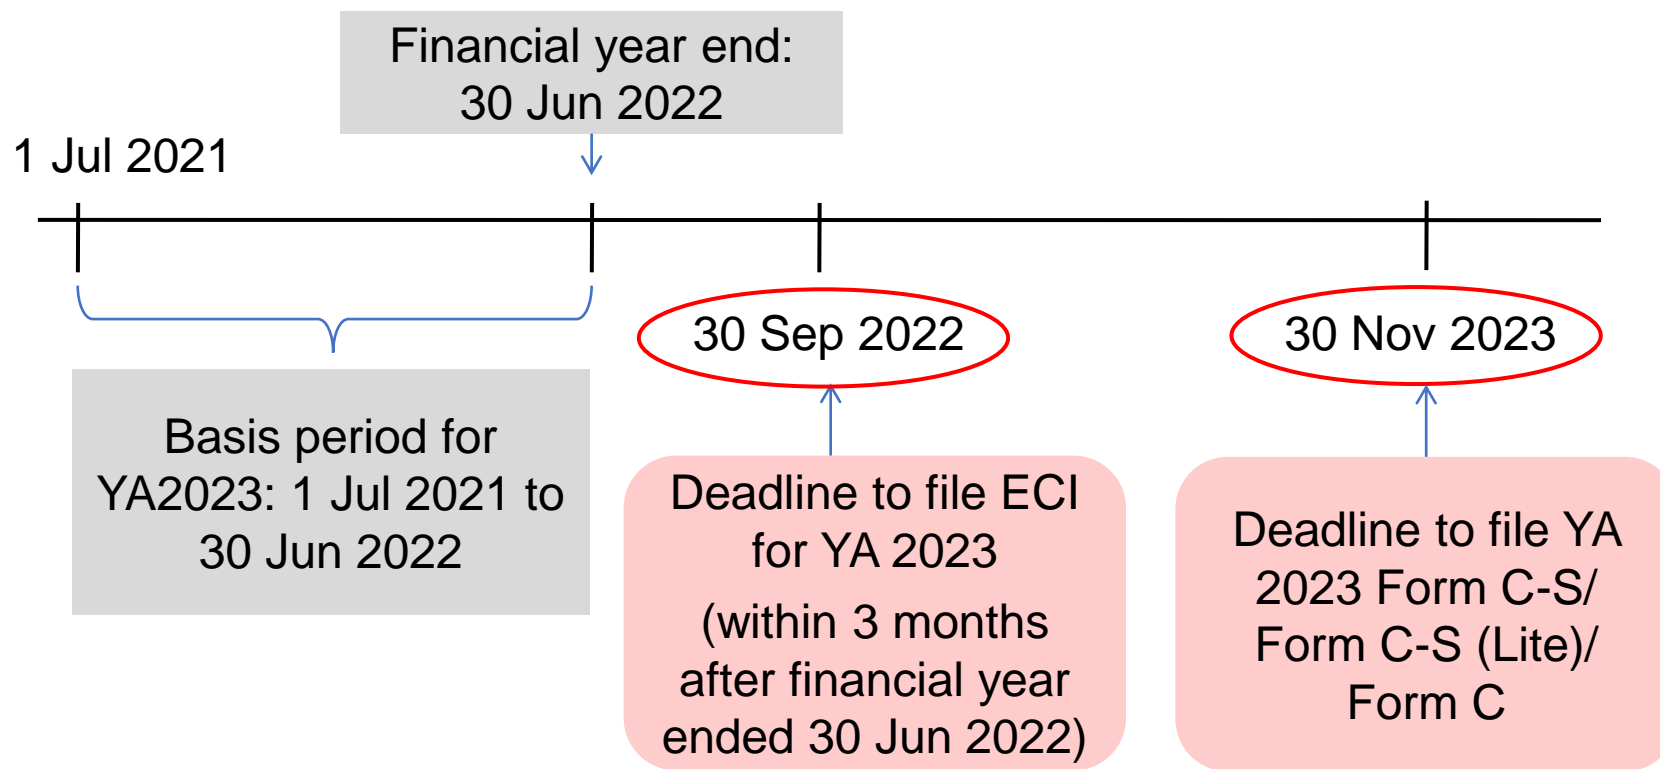 Financial year end:
30 Jun 2022
1 Jul 2021
30 Sep 2022
30 Nov 2023
Basis period for
YA2023: 1 Jul 2021 to
30 Jun 2022
Deadline to file ECI
for YA 2023
(within 3 months
after financial year
ended 30 Jun 2022)
Deadline to file YA
2023 Form C-S/
Form C-S (Lite)/
Form C